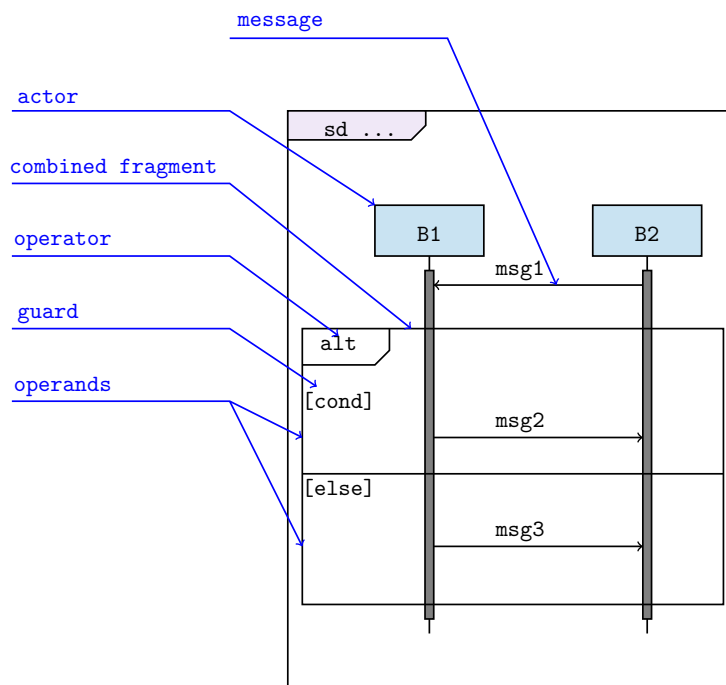 message
actor
sd ...
combined fragment
B1
B2
operator
msg1
guard
alt
operands
[cond]
msg2
[else]
msg3